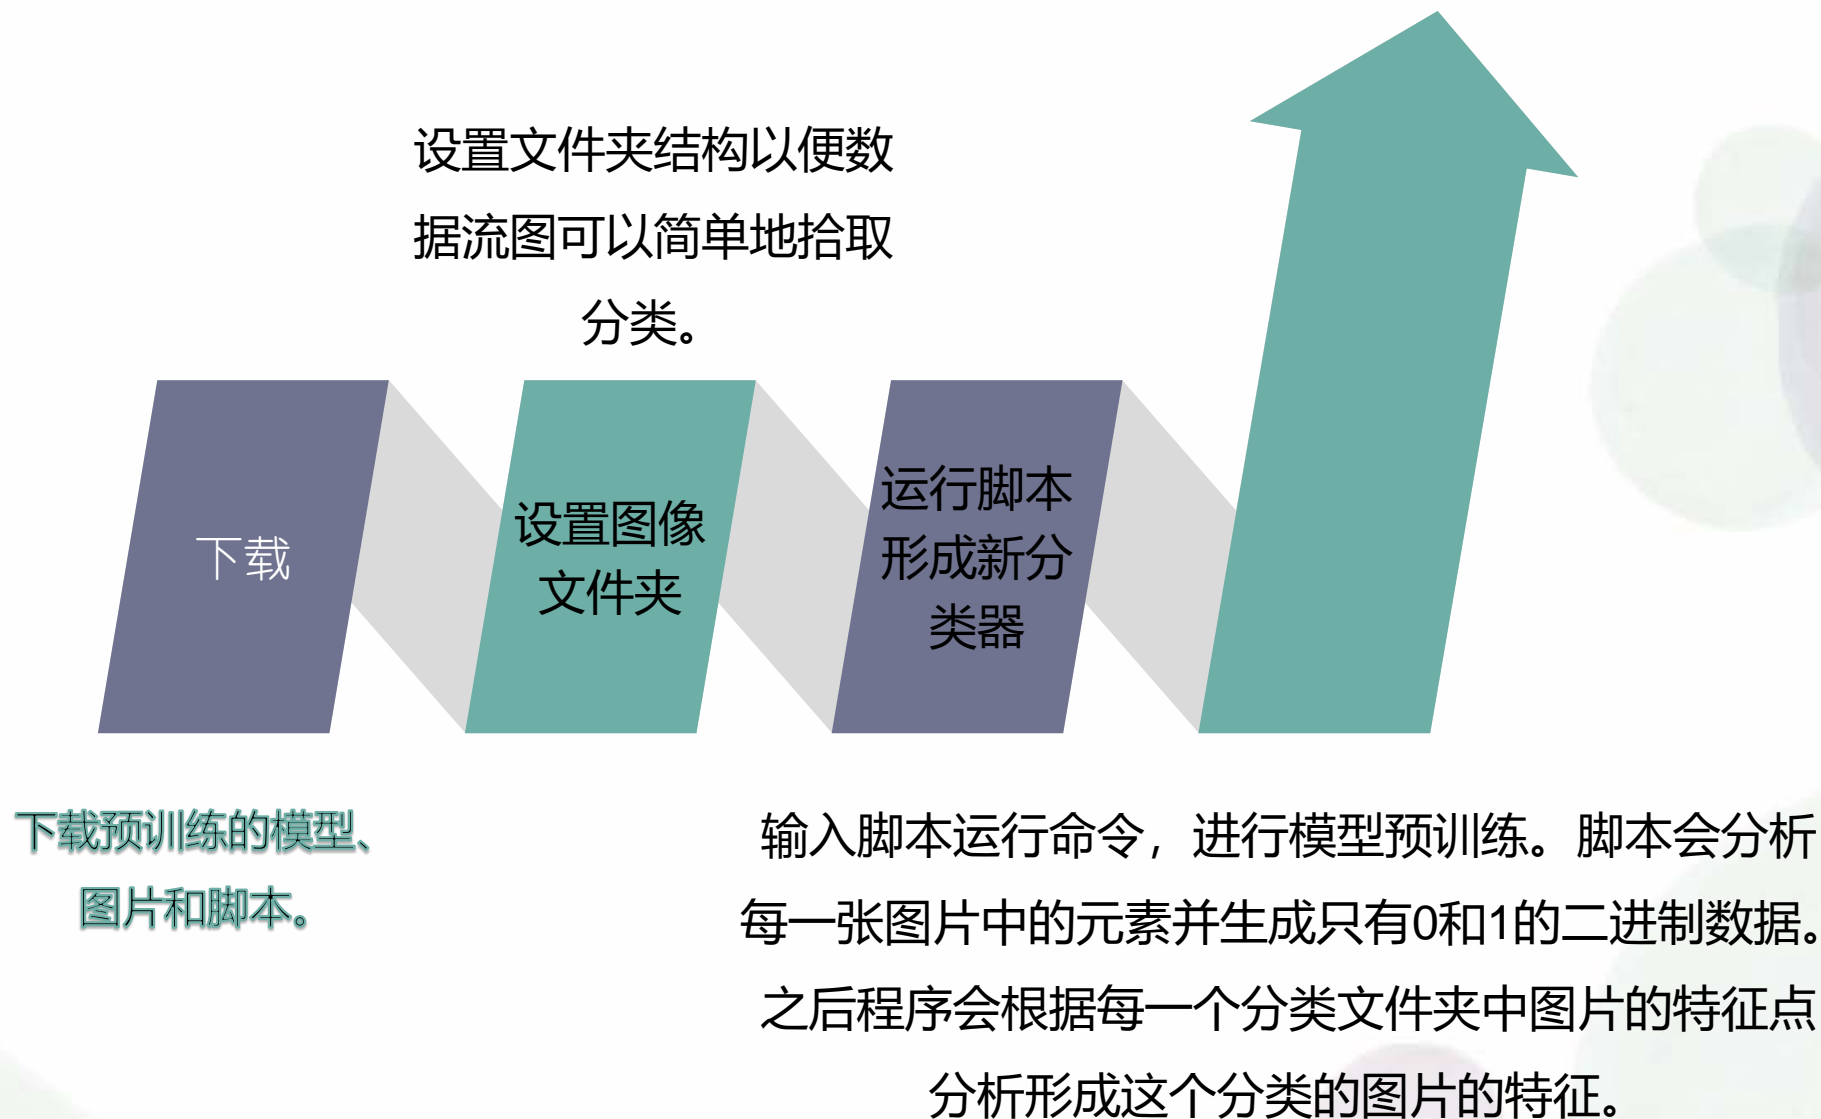 设置文件夹结构以便数
据流图可以简单地拾取
分类。
下载
设置图像
文件夹
运行脚本
形成新分
类器
下载预训练的模型、
图片和脚本。
输入脚本运行命令，进行模型预训练。脚本会分析
每一张图片中的元素并生成只有0和1的二进制数据。
之后程序会根据每一个分类文件夹中图片的特征点
分析形成这个分类的图片的特征。